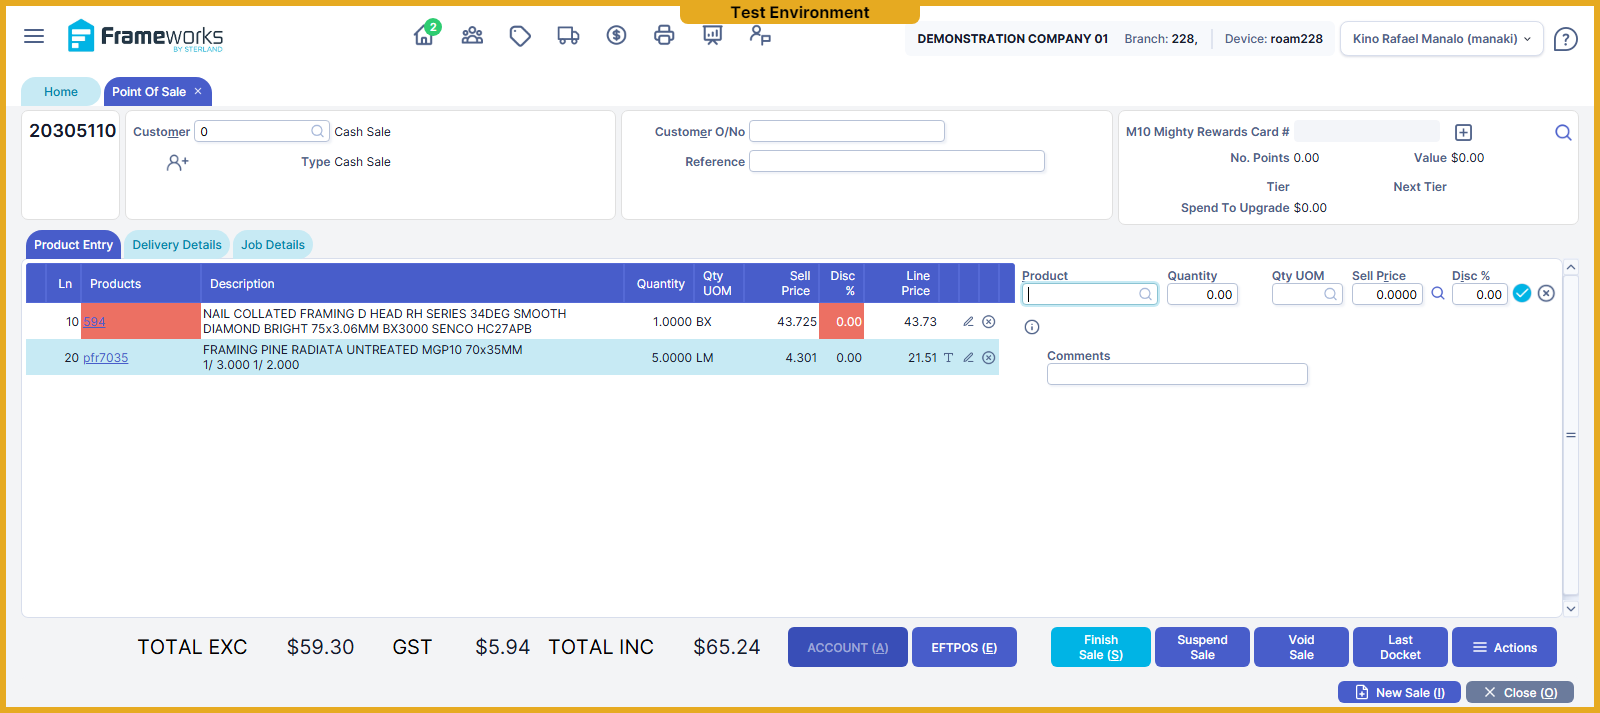 Test Environment
2
Frameworks
BY STERLAND
DEMONSTRATION COMPANY 01 Branch: 228, Device: roam228
Kino Rafael Manalo (manaki)
?
Home
Point Of Sale ×
20305110
Customer 0 Cash Sale
Type Cash Sale
Customer O/No
Reference
M10 Mighty Rewards Card #
No. Points 0.00 Value $0.00
Tier Next Tier
Spend To Upgrade $0.00
Product Entry Delivery Details Job Details
Ln Products Description Quantity Qty UOM Sell Price Disc % Line Price
10 594 NAIL COLLATED FRAMING D HEAD RH SERIES 34DEG SMOOTH
DIAMOND BRIGHT 75x3.06MM BX3000 SENCO HC27APB
1.0000 BX 43.725 0.00 43.73
20 pfr7035 FRAMING PINE RADIATA UNTREATED MGP10 70x35MM
1/ 3.000 1/ 2.000
5.0000 LM 4.301 0.00 21.51 T
Product Quantity Qty UOM Sell Price Disc %
0.00 0.0000 0.00
Comments
TOTAL EXC $59.30 GST $5.94 TOTAL INC $65.24
ACCOUNT (A)
EFTPOS (E)
Finish
Sale (S)
Suspend
Sale
Void
Sale
Last
Docket
Actions
New Sale (I)
Close (O)